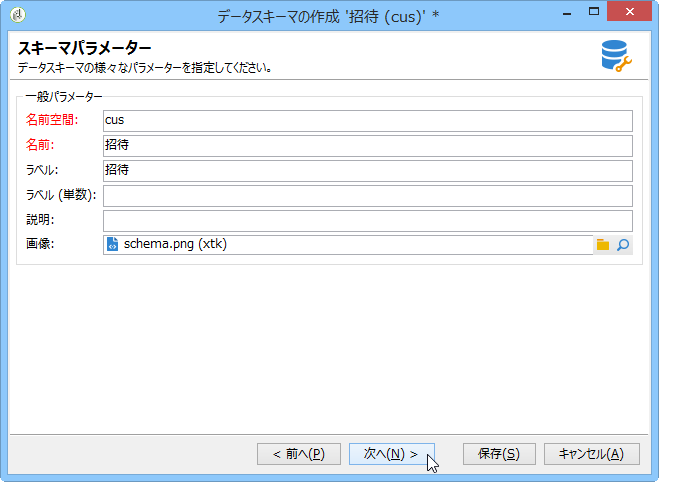 データスキーマの作成 '招待 (cus)' *
スキーマパラメーター
データスキーマの様々なパラメーターを指定してください。
一般パラメーター
名前空間: cus
名前: 招待
ラベル: 招待
ラベル (単数):
説明:
画像: schema.png (xtk)
< 前へ(P) 次へ(N) > 保存(S) キャンセル(A)